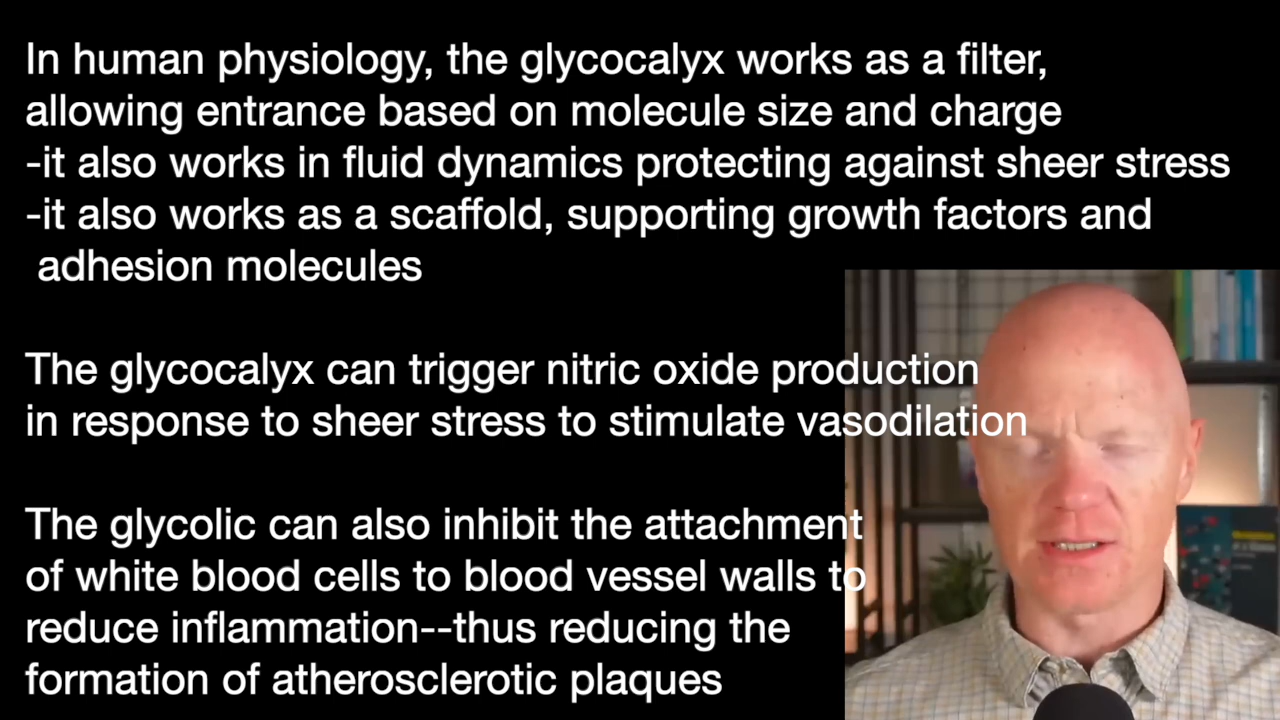 In human physiology, the glycocalyx works as a filter,
allowing entrance based on molecule size and charge
-it also works in fluid dynamics protecting against sheer stress
-it also works as a scaffold, supporting growth factors and
adhesion molecules
The glycocalyx can trigger nitric oxide production
in response to sheer stress to stimulate vasodilation
The glycolic can also inhibit the attachment
of white blood cells to blood vessel walls to
reduce inflammation--thus reducing the
formation of atherosclerotic plaques